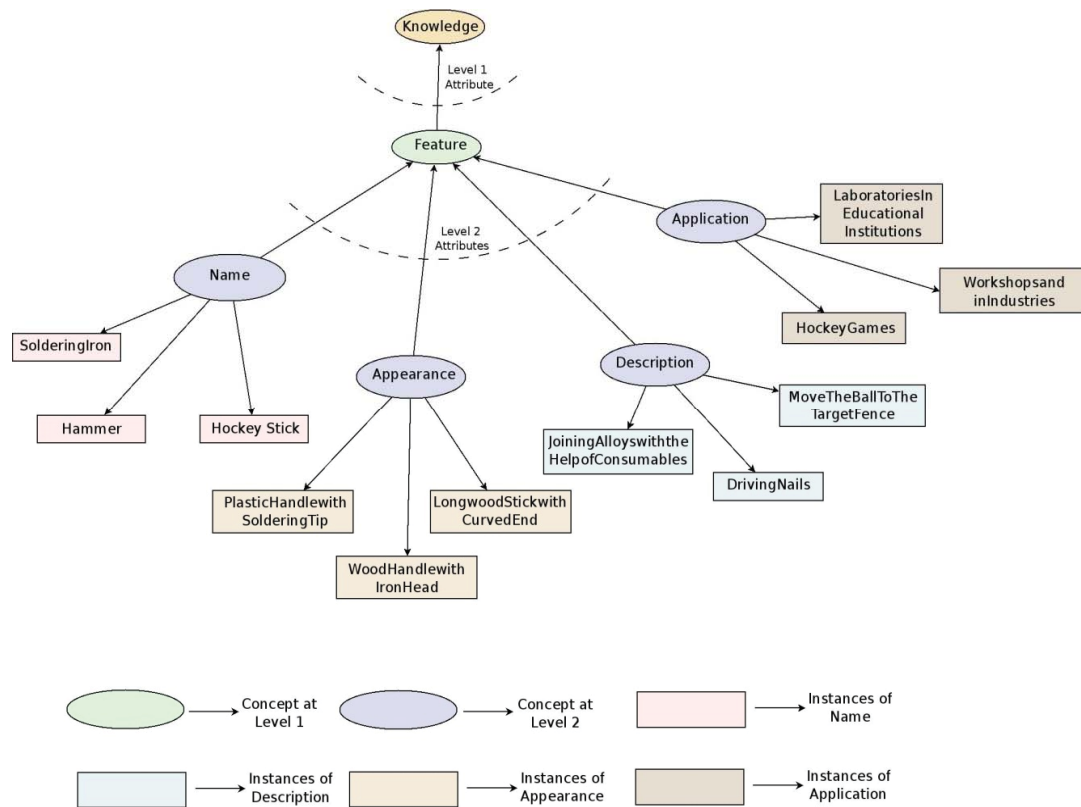 Knowledge
Level 1
Attribute
Feature
Level 2
Attributes
Name
SolderingIron
Hammer
Hockey Stick
Appearance
PlasticHandlewith
SolderingTip
WoodHandlewith
IronHead
LongwoodStickwith
CurvedEnd
Description
JoiningAlloyswiththe
HelpofConsumables
DrivingNails
MoveTheBallToThe
TargetFence
Application
LaboratoriesIn
Educational
Institutions
Workshopsand
inIndustries
HockeyGames
Concept at
Level 1
Concept at
Level 2
Instances of
Name
Instances of
Description
Instances of
Appearance
Instances of
Application